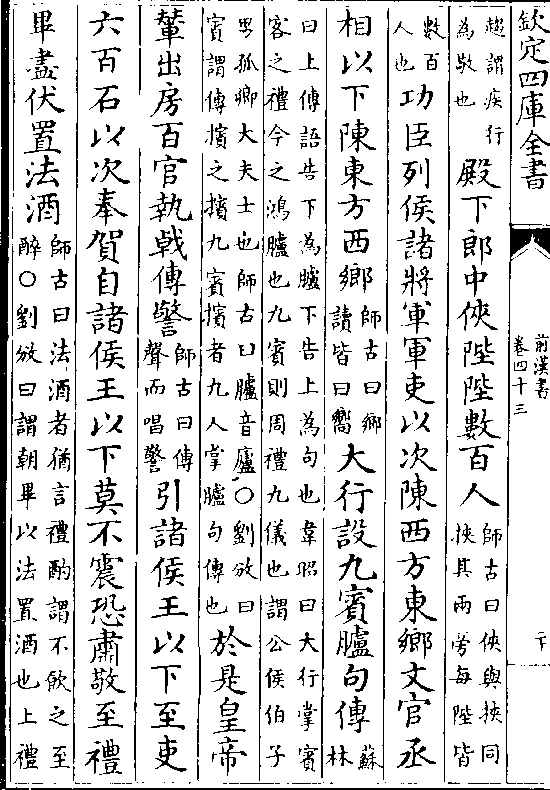 欽定四庫全書
前漢書
卷四十三
十
趨謂疾行
為敬也
殿下郎中俠陛陛數百人
師古曰俠與挾同
挾其兩旁每陛皆
數百
人也
功臣列侯諸將軍軍吏以次陳西方東鄉文官丞
相以下陳東方西鄉
師古曰鄉
讀皆曰嚮
大行設九賓臚句傳
蘇
林
曰上傳語告下為臚下告上為句也韋昭曰大行掌賓
客之禮今之鴻臚也九賓則周禮九儀也謂公侯伯子
男孤卿大夫士也師古曰臚音廬○劉攽曰
賓謂傳擯之擯九賓擯者九人掌臚句傳也
於是皇帝
輦出房百官執戟傳警
師古曰傳
聲而唱警
引諸侯王以下至吏
六百石以次奉賀自諸侯王以下莫不震恐肅敬至禮
畢盡伏置法酒
師古曰法酒者猶言禮酌謂不飲之至
醉○劉攽曰謂朝畢以法置酒也上禮